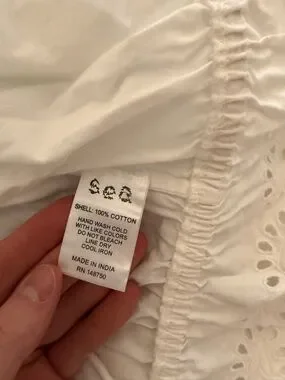 sea
SHELL: 100% COTTON
HAND WASH COLD
WITH LIKE COLORS
DO NOT BLEACH
LINE DRY
COOL IRON
MADE IN INDIA
RN 148750